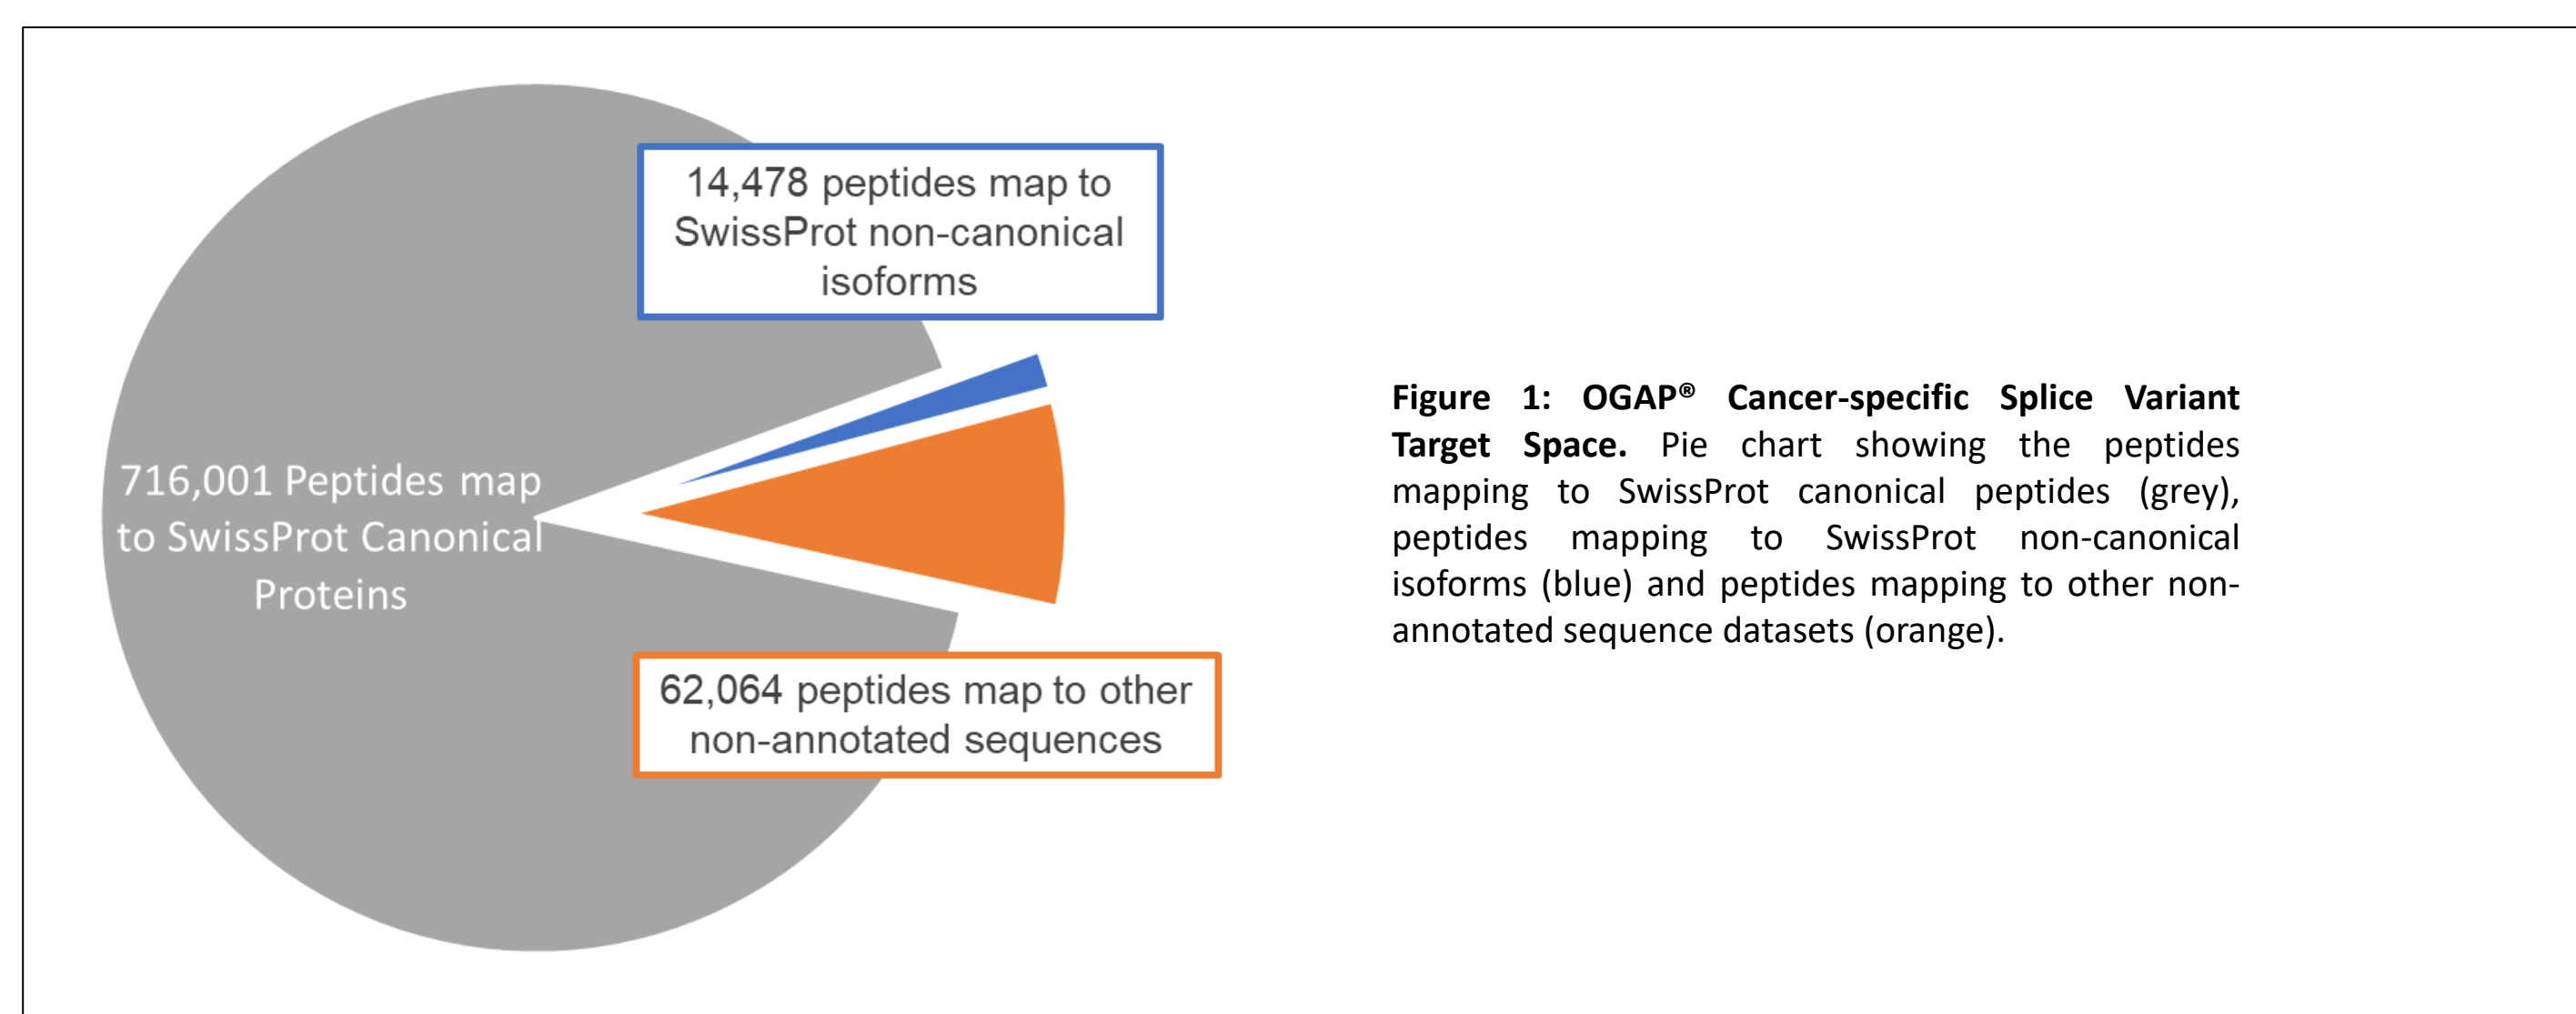 14,478 peptides map to
SwissProt non-canonical
isoforms
716,001 Peptides map
to SwissProt Canonical
Proteins
62,064 peptides map to other
non-annotated sequences
Figure 1: OGAP® Cancer-specific Splice Variant
Target Space. Pie chart showing the peptides
mapping to SwissProt canonical peptides (grey),
peptides mapping to SwissProt non-canonical
isoforms (blue) and peptides mapping to other non-
annotated sequence datasets (orange).